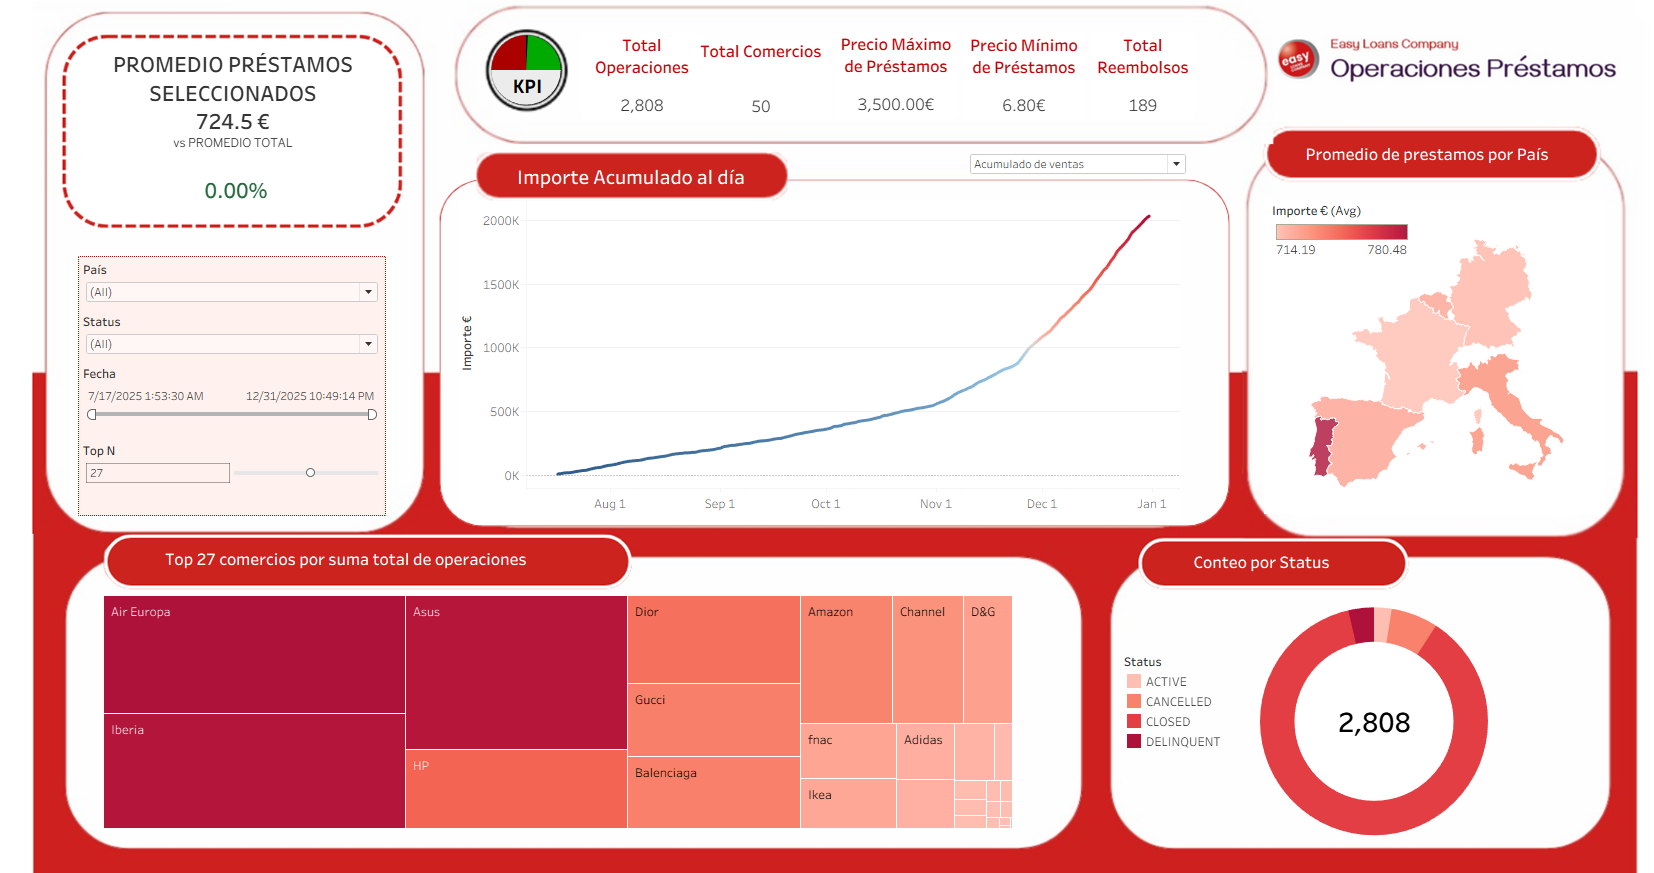 PROMEDIO PRÉSTAMOS
SELECCIONADOS
724.5 €
vs PROMEDIO TOTAL
0.00%
País
(All)
Status
(All)
Fecha
7/17/2025 1:53:30 AM
12/31/2025 10:49:14 PM
Top N
27
KPI
Total
Operaciones
2,808
Total Comercios
50
Precio Máximo
de Préstamos
3,500.00€
Precio Mínimo
de Préstamos
6.80€
Total
Reembolsos
189
easy
Easy Loans Company
Operaciones Préstamos
Importe Acumulado al día
Acumulado de ventas
Importe €
2000K
1500K
1000K
500K
0K
Aug 1
Sep 1
Oct 1
Nov 1
Dec 1
Jan 1
Promedio de prestamos por País
Importe € (Avg)
714.19
780.48
Top 27 comercios por suma total de operaciones
Air Europa
Iberia
Asus
HP
Dior
Gucci
Balenciaga
Amazon
Channel
D&G
fnac
Adidas
Ikea
Conteo por Status
Status
ACTIVE
CANCELLED
CLOSED
DELINQUENT
2,808